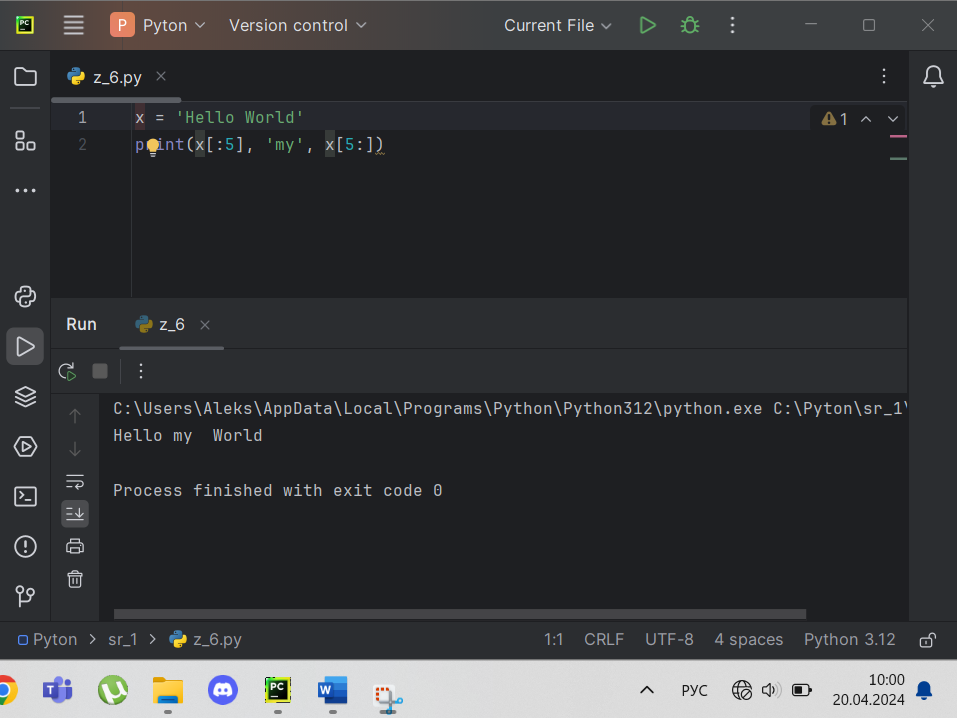 PC P Pyton Version control Current File
z_6.py
1 x = 'Hello World' 1
2 print(x[:5], 'my', x[5:])
Run z_6
C:\Users\Aleks\AppData\Local\Programs\Python\Python312\python.exe C:\Pyton\sr_1\
Hello my  World
Process finished with exit code 0
Pyton > sr_1 > z_6.py 1:1 CRLF UTF-8 4 spaces Python 3.12
T PC W РУС 10:00
20.04.2024